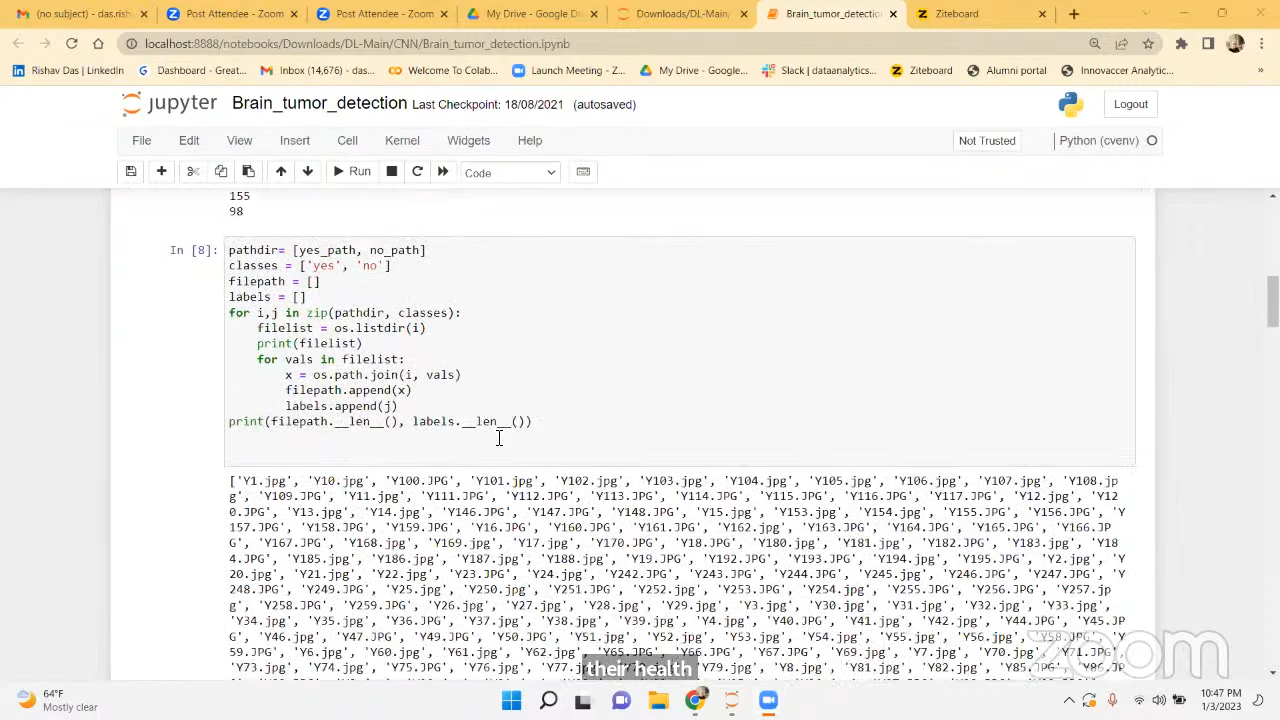 (no subject) - das.rish
Post Attendee - Zoom
Post Attendee - Zoom
My Drive - Google Dr
Downloads/DL-Main/
Brain_tumor_detectio
Ziteboard
localhost:8888/notebooks/Downloads/DL-Main/CNN/Brain_tumor_detection.ipynb
Rishav Das | LinkedIn
Dashboard - Great...
Inbox (14,676) - das...
Welcome To Colab...
Launch Meeting - Z...
My Drive - Google...
Slack | dataanalytics...
Ziteboard
Alumni portal
Innovaccer Analytic...
jupyter
Brain_tumor_detection Last Checkpoint: 18/08/2021 (autosaved)
Logout
File Edit View Insert Cell Kernel Widgets Help
Not Trusted
Python (cvenv)
Run
Code
155
98
In [8]:
pathdir= [yes_path, no_path]
classes = ['yes', 'no']
filepath = []
labels = []
for i,j in zip(pathdir, classes):
filelist = os.listdir(i)
print(filelist)
for vals in filelist:
x = os.path.join(i, vals)
filepath.append(x)
labels.append(j)
print(filepath.__len__(), labels.__len__())
['Y1.jpg', 'Y10.jpg', 'Y100.JPG', 'Y101.jpg', 'Y102.jpg', 'Y103.jpg', 'Y104.jpg', 'Y105.jpg', 'Y106.jpg', 'Y107.jpg', 'Y108.jp
g', 'Y109.JPG', 'Y11.jpg', 'Y111.JPG', 'Y112.JPG', 'Y113.JPG', 'Y114.JPG', 'Y115.JPG', 'Y116.JPG', 'Y117.JPG', 'Y12.jpg', 'Y12
0.JPG', 'Y13.jpg', 'Y14.jpg', 'Y146.JPG', 'Y147.JPG', 'Y148.JPG', 'Y15.jpg', 'Y153.jpg', 'Y154.jpg', 'Y155.JPG', 'Y156.JPG', 'Y
157.JPG', 'Y158.JPG', 'Y159.JPG', 'Y16.JPG', 'Y160.JPG', 'Y161.JPG', 'Y162.JPG', 'Y163.JPG', 'Y164.JPG', 'Y165.JPG', 'Y166.JP
G', 'Y167.JPG', 'Y168.jpg', 'Y169.jpg', 'Y17.jpg', 'Y170.JPG', 'Y18.JPG', 'Y180.jpg', 'Y181.jpg', 'Y182.JPG', 'Y183.jpg', 'Y18
4.JPG', 'Y185.jpg', 'Y186.jpg', 'Y187.jpg', 'Y188.jpg', 'Y19.JPG', 'Y192.JPG', 'Y193.JPG', 'Y194.JPG', 'Y195.JPG', 'Y2.jpg', 'Y
20.jpg', 'Y21.jpg', 'Y22.jpg', 'Y23.JPG', 'Y24.jpg', 'Y242.JPG', 'Y243.JPG', 'Y244.JPG', 'Y245.jpg', 'Y246.JPG', 'Y247.JPG', 'Y
248.JPG', 'Y249.JPG', 'Y25.jpg', 'Y250.jpg', 'Y251.JPG', 'Y252.jpg', 'Y253.JPG', 'Y254.jpg', 'Y255.JPG', 'Y256.JPG', 'Y257.jp
g', 'Y258.JPG', 'Y259.JPG', 'Y26.jpg', 'Y27.jpg', 'Y28.jpg', 'Y29.jpg', 'Y3.jpg', 'Y30.jpg', 'Y31.jpg', 'Y32.jpg', 'Y33.jpg',
'Y34.jpg', 'Y35.jpg', 'Y36.JPG', 'Y37.jpg', 'Y38.jpg', 'Y39.jpg', 'Y4.jpg', 'Y40.JPG', 'Y41.jpg', 'Y42.jpg', 'Y44.JPG', 'Y45.JP
G', 'Y46.jpg', 'Y47.JPG', 'Y49.JPG', 'Y50.JPG', 'Y51.jpg', 'Y52.jpg', 'Y53.jpg', 'Y54.jpg', 'Y55.jpg', 'Y56.jpg', 'Y58.JPG',
'Y59.JPG', 'Y6.jpg', 'Y60.jpg', 'Y61.jpg', 'Y62.jpg', 'Y65.JPG', 'Y66.JPG', 'Y67.JPG', 'Y69.jpg', 'Y7.jpg', 'Y70.jpg', 'Y71.JP
'Y73.jpg', 'Y74.jpg', 'Y75.JPG', 'Y76.jpg', 'Y77.jp 'Y79.jpg', 'Y8.jpg', 'Y81.jpg', 'Y82.jpg',
their health
zoom
64°F
Mostly clear
10:47 PM
1/3/2023